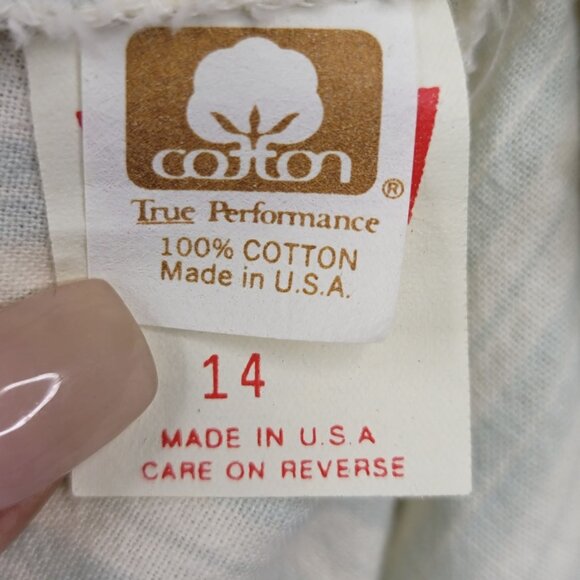 cotton
®
True Performance
100% COTTON
Made in U.S.A.
14
MADE IN U.S.A
CARE ON REVERSE